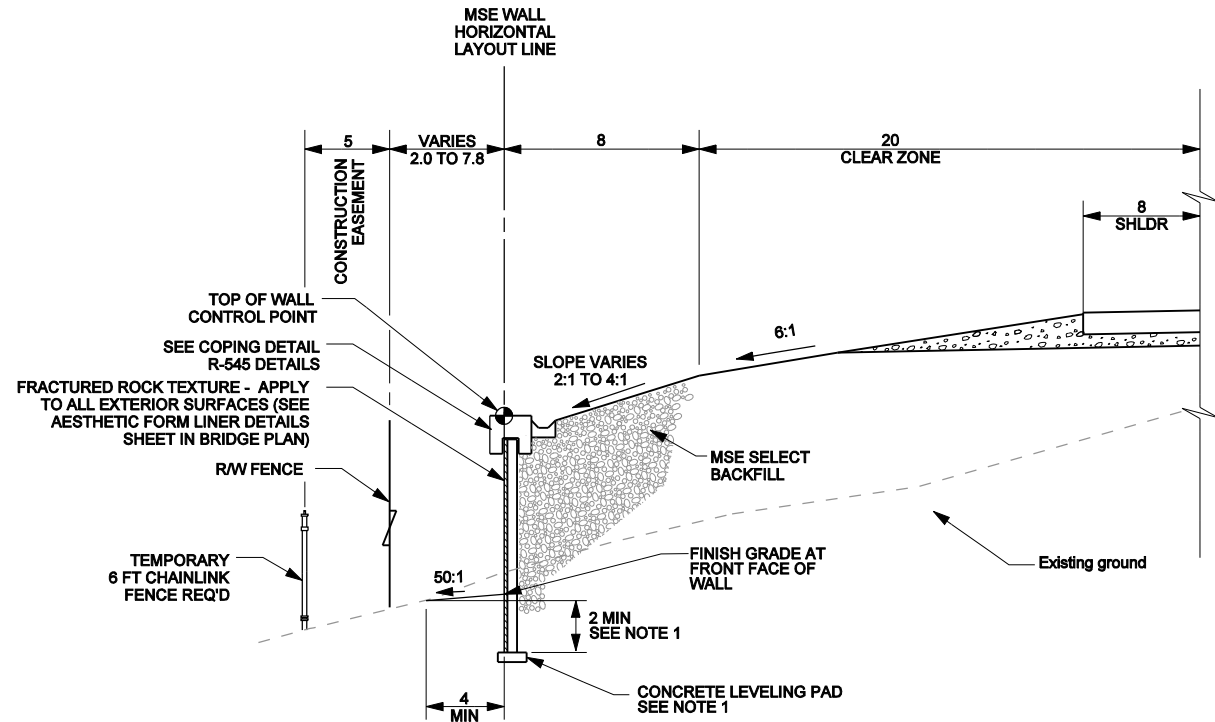 MSE WALL
HORIZONTAL
LAYOUT LINE
5
VARIES
2.0 TO 7.8
8
20
CLEAR ZONE
CONSTRUCTION
EASEMENT
8
SHLDR
TOP OF WALL
CONTROL POINT
SEE COPING DETAIL
R-545 DETAILS
FRACTURED ROCK TEXTURE - APPLY
TO ALL EXTERIOR SURFACES (SEE
AESTHETIC FORM LINER DETAILS
SHEET IN BRIDGE PLAN)
R/W FENCE
6:1
SLOPE VARIES
2:1 TO 4:1
MSE SELECT
BACKFILL
TEMPORARY
6 FT CHAINLINK
FENCE REQ'D
50:1
FINISH GRADE AT
FRONT FACE OF
WALL
Existing ground
2 MIN
SEE NOTE 1
4
MIN
CONCRETE LEVELING PAD
SEE NOTE 1